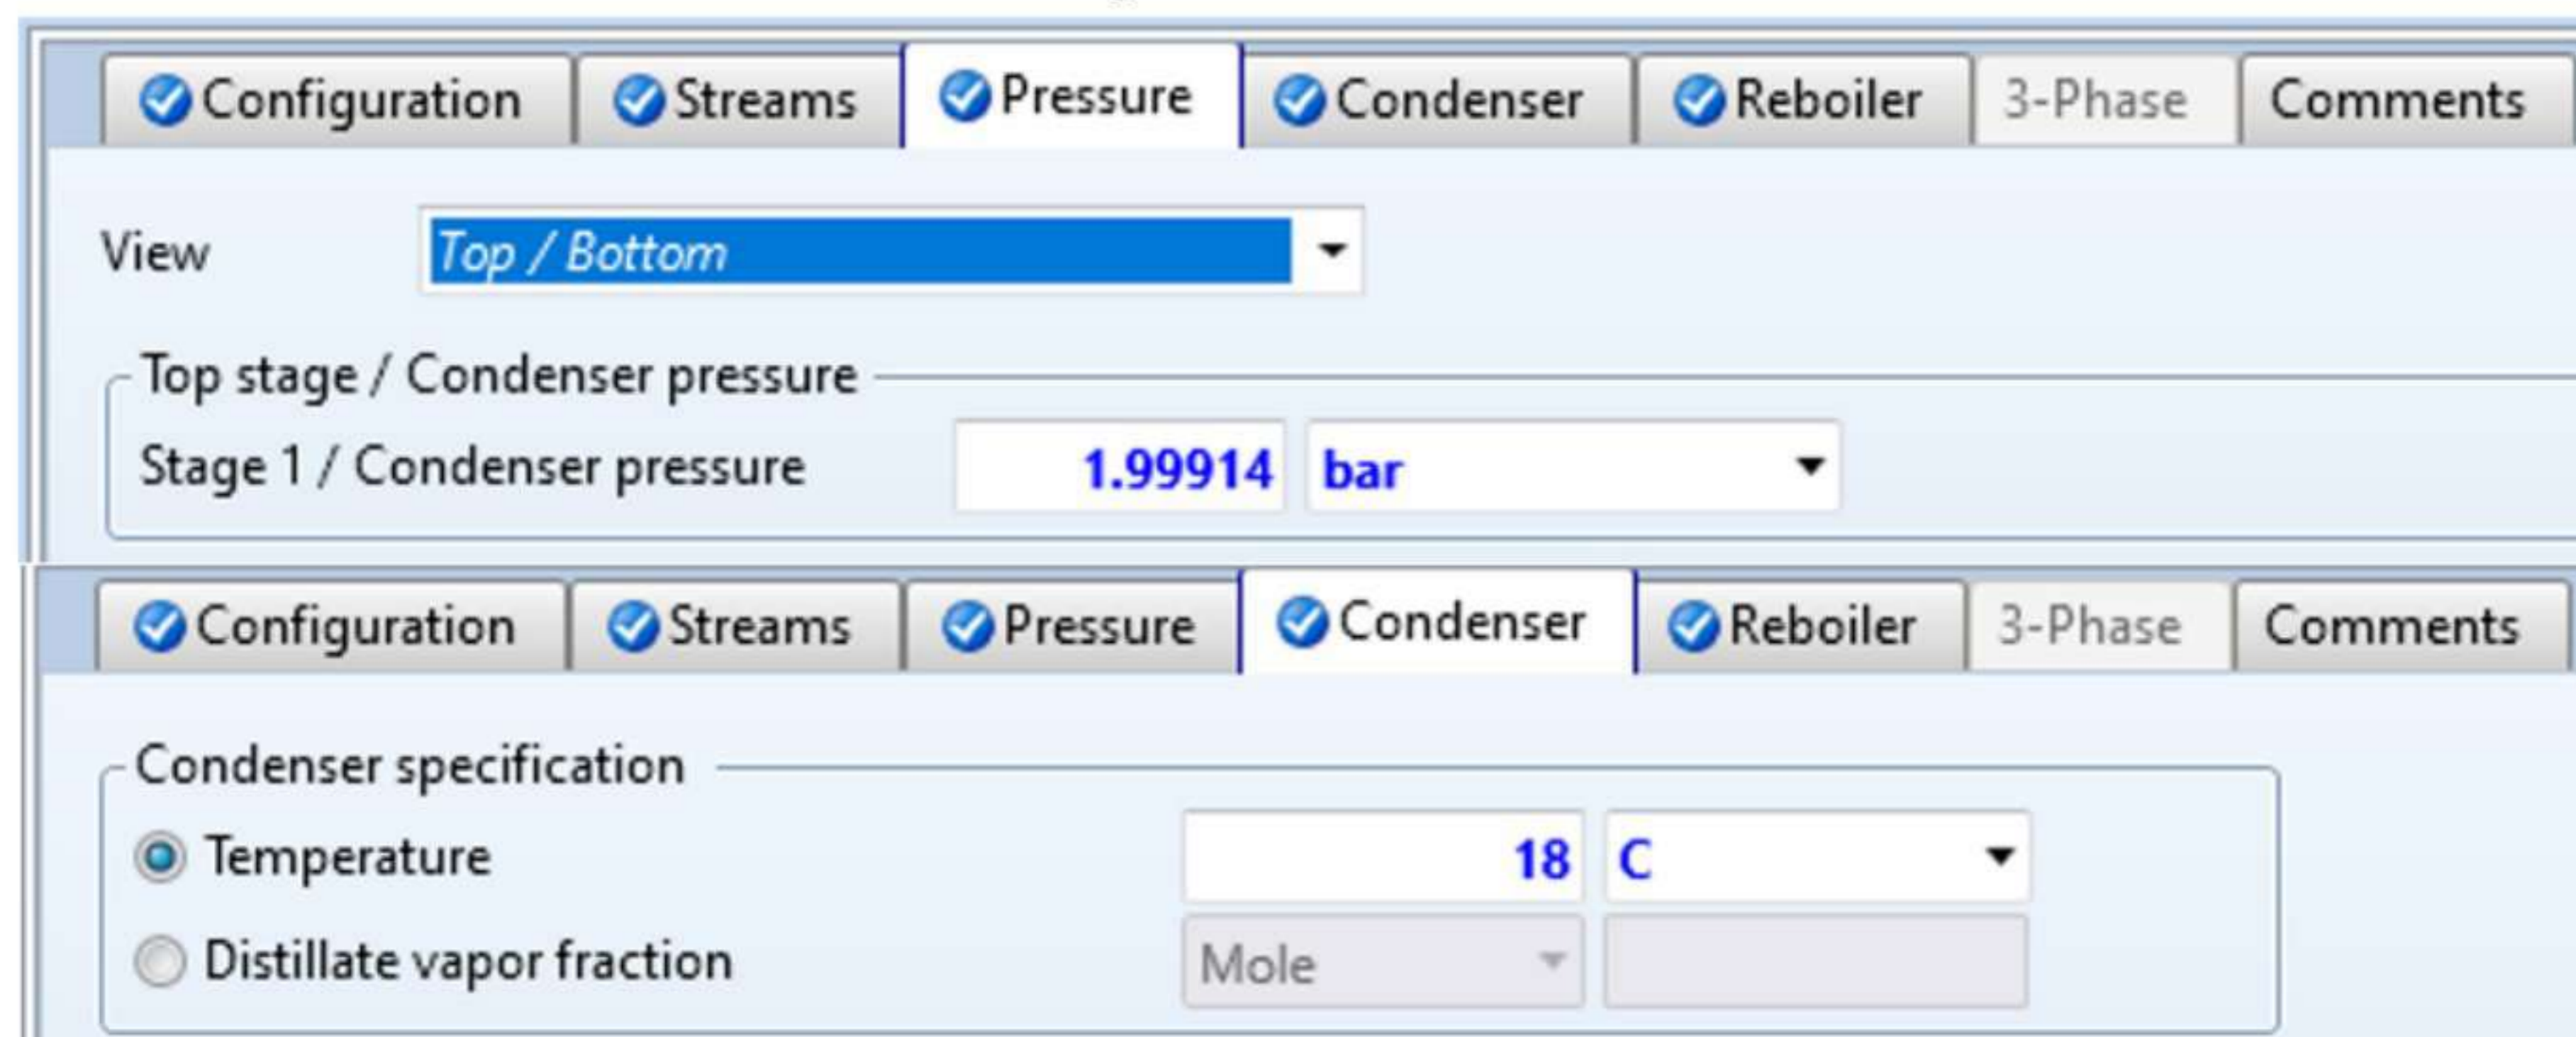 Configuration Streams Pressure Condenser Reboiler 3-Phase Comments
View Top / Bottom
Top stage / Condenser pressure
Stage 1 / Condenser pressure 1.99914 bar
Configuration Streams Pressure Condenser Reboiler 3-Phase Comments
Condenser specification
Temperature 18 C
Distillate vapor fraction Mole